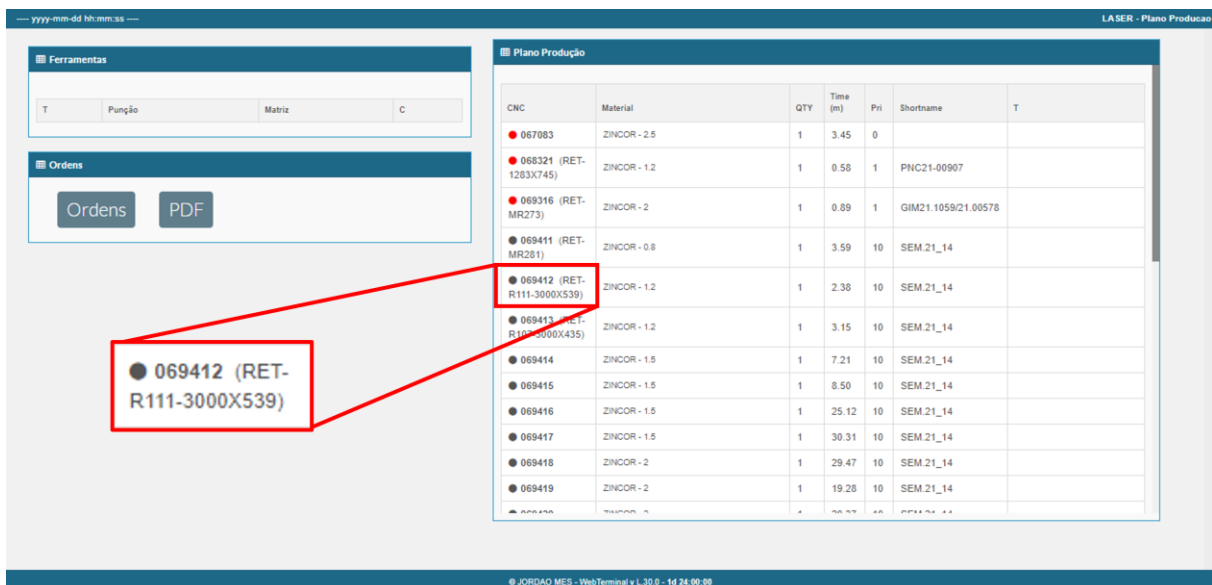 ---- yyyy-mm-dd hh:mm:ss ----
LASER - Plano Producao
Ferramentas
T Punção Matriz C
Ordens
Ordens PDF
Plano Produção
CNC Material QTY Time (m) Pri Shortname T
067083 ZINCOR - 2.5 1 3.45 0
068321 (RET-
1283X745) ZINCOR - 1.2 1 0.58 1 PNC21-00907
069316 (RET-
MR273) ZINCOR - 2 1 0.89 1 GIM21.1059/21.00578
069411 (RET-
MR281) ZINCOR - 0.8 1 3.59 10 SEM.21_14
069412 (RET-
R111-3000X539) ZINCOR - 1.2 1 2.38 10 SEM.21_14
069413 (RET-
R107-3000X435) ZINCOR - 1.2 1 3.15 10 SEM.21_14
069414 ZINCOR - 1.5 1 7.21 10 SEM.21_14
069415 ZINCOR - 1.5 1 8.50 10 SEM.21_14
069416 ZINCOR - 1.5 1 25.12 10 SEM.21_14
069417 ZINCOR - 1.5 1 30.31 10 SEM.21_14
069418 ZINCOR - 2 1 29.47 10 SEM.21_14
069419 ZINCOR - 2 1 19.28 10 SEM.21_14
069412 (RET-
R111-3000X539)
© JORDAO MES - WebTerminal v L.30.0 - 1d 24:00:00